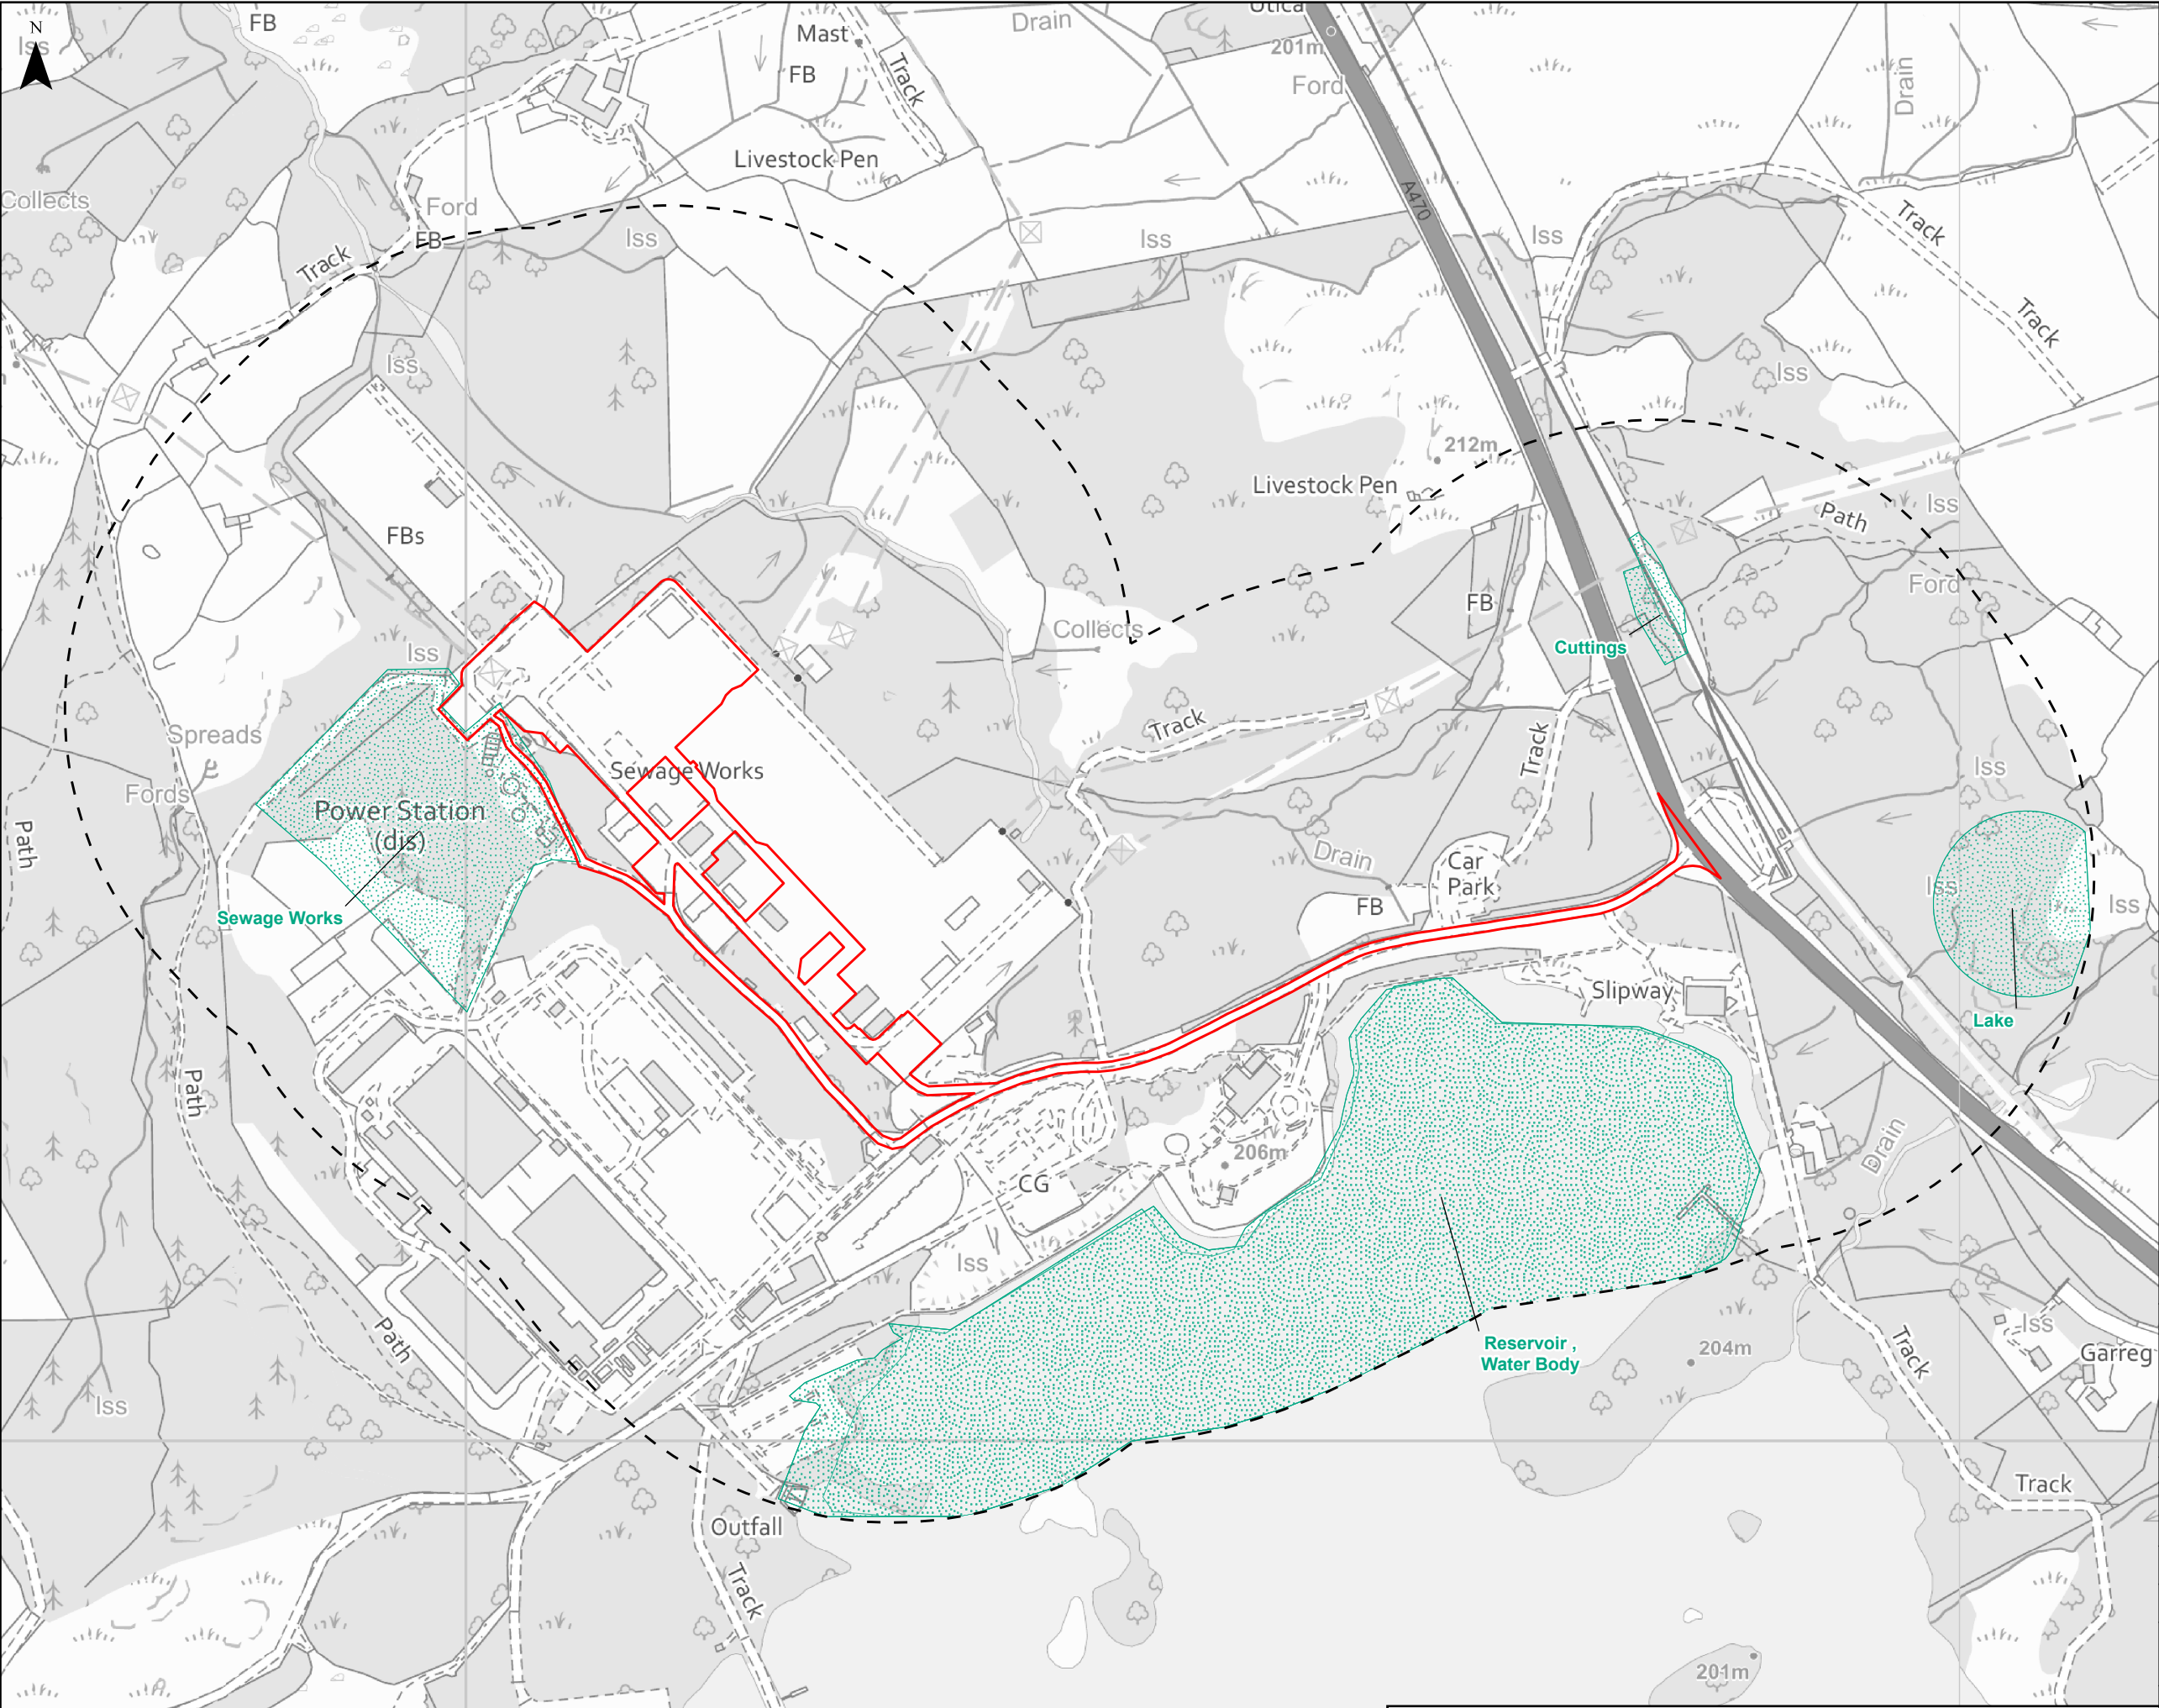 Utica
FB
Mast
Drain
N
Iss
201m
FB
Track
Ford
Drain
Livestock Pen
Collects
Ford
A470
Track
FB
Iss
Iss
Iss
Track
Track
Iss
Iss
212m
Livestock Pen
Iss
Path
FBs
Ford
FB
Collects
Cuttings
Iss
Track
Spreads
Track
Sewage Works
Iss
Fords
Power Station
(dis)
Path
Drain
Car
Park
Iss
FB
Iss
Sewage Works
Slipway
Lake
Path
206m
Drain
CG
Iss
Iss
Path
Reservoir ,
Water Body
204m
Track
Garreg
Iss
Track
Outfall
Track
201m